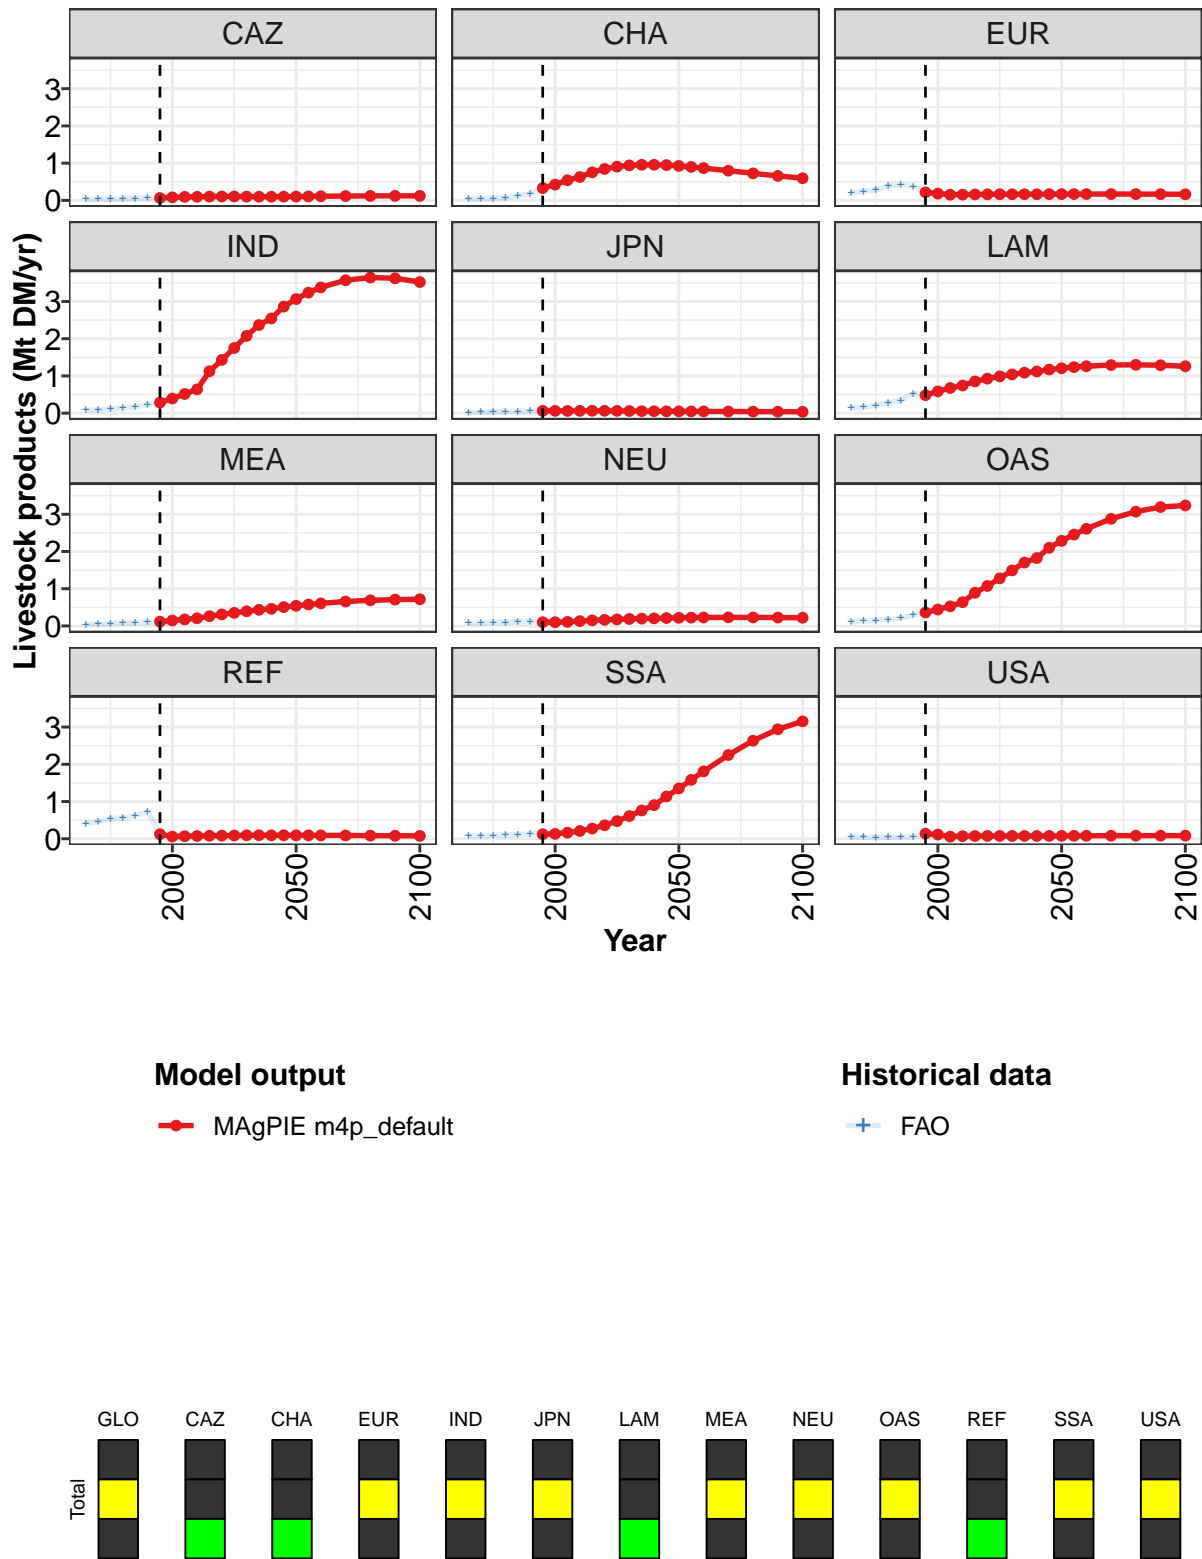 CAZ CHA EUR
3
2
1
0
IND JPN LAM
3
2
1
0
MEA NEU OAS
3
2
1
0
REF SSA USA
3
2
1
0
Livestock products (Mt DM/yr)
2000 2050 2100 2000 2050 2100 2000 2050 2100
Year
Model output Historical data
MAgPIE m4p_default FAO
GLO CAZ CHA EUR IND JPN LAM MEA NEU OAS REF SSA USA
Total